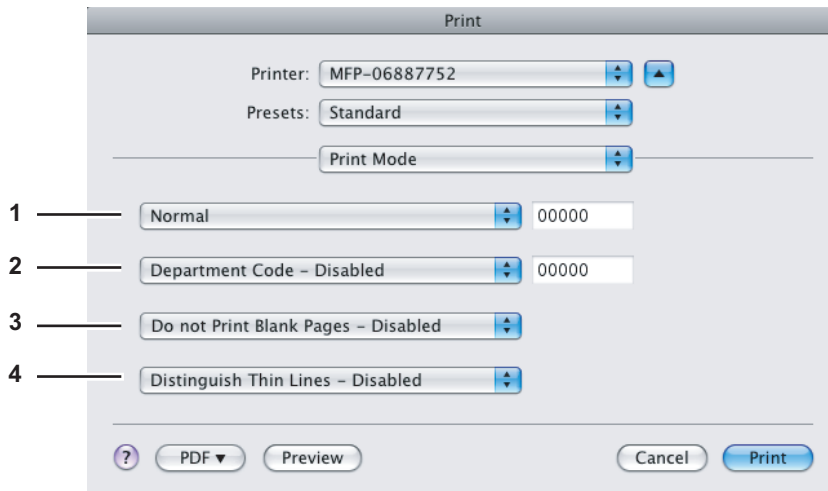 Print
Printer: MFP-06887752
Presets: Standard
Print Mode
1 Normal 00000
2 Department Code – Disabled 00000
3 Do not Print Blank Pages – Disabled
4 Distinguish Thin Lines – Disabled
? PDF ▼ Preview Cancel Print